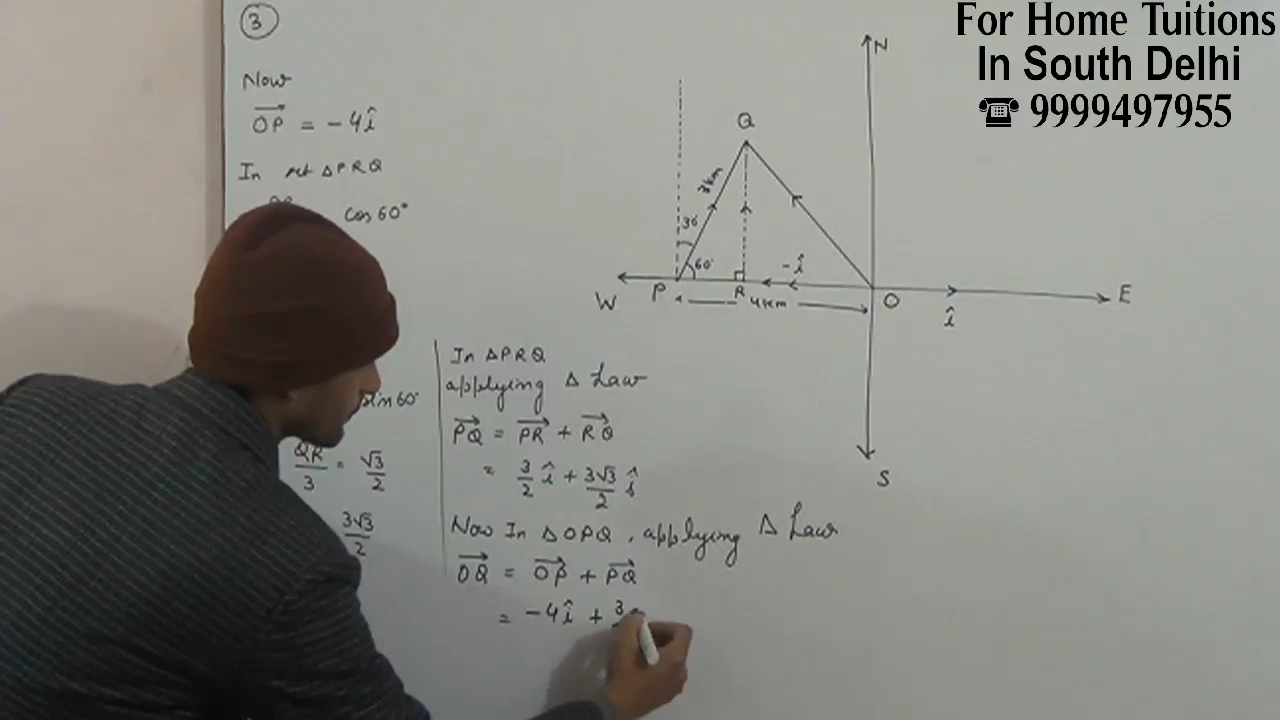 For Home Tuitions
In South Delhi
☎ 9999497955
3
Now
OP = -4î
In rt ΔPRQ
cos 60°
sin 60°
QR/3 = √3/2
3√3/2
In ΔPRQ
applying Δ Law
PQ = PR + RQ
= 3/2 î + 3√3/2 ĵ
Now In ΔOPQ, applying Δ Law
OQ = OP + PQ
= -4î + 3
N
Q
3km
30°
60°
-î
W
P
R
4km
O
E
î
S